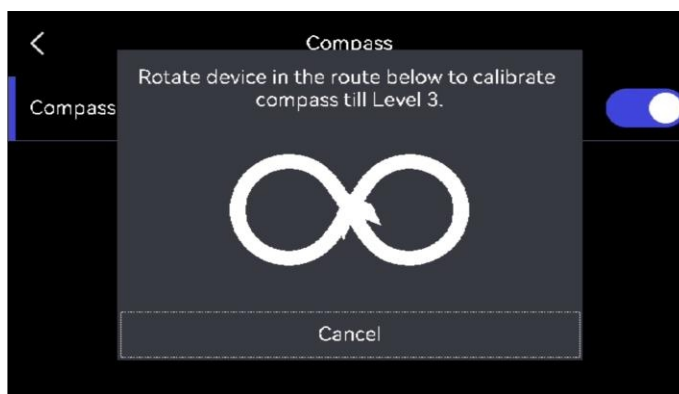 Compass
Rotate device in the route below to calibrate
compass till Level 3.
Compass
Cancel